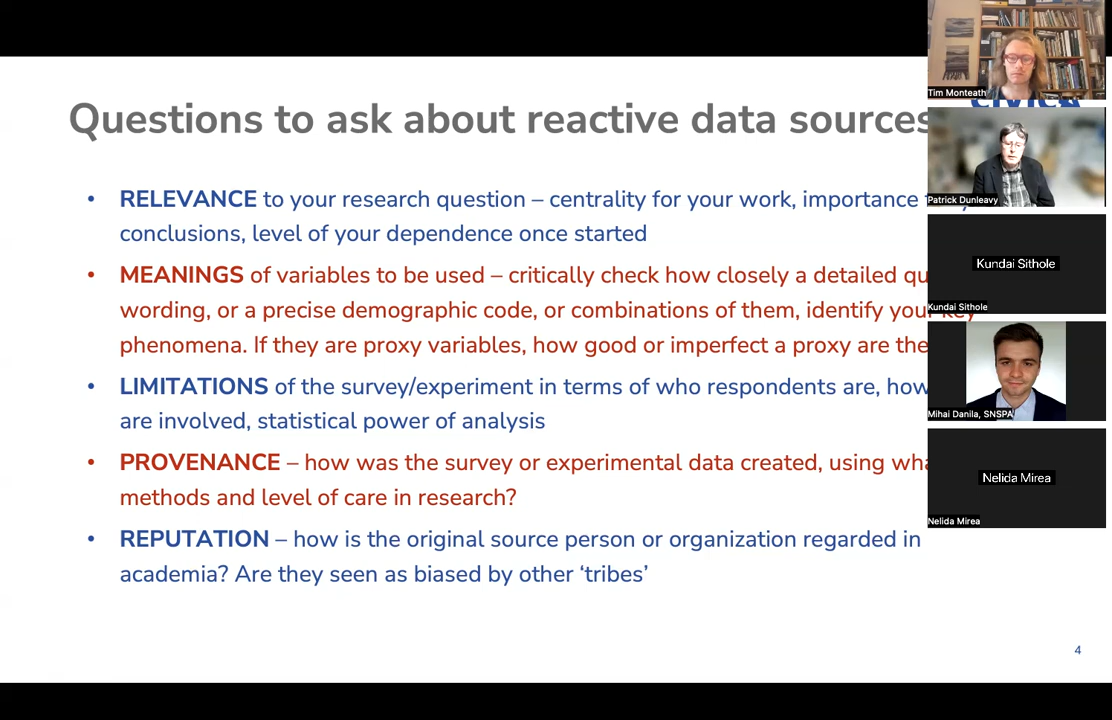 Questions to ask about reactive data sources
CIVICA
• RELEVANCE to your research question – centrality for your work, importance
conclusions, level of your dependence once started
• MEANINGS of variables to be used – critically check how closely a detailed qu
wording, or a precise demographic code, or combinations of them, identify your key
phenomena. If they are proxy variables, how good or imperfect a proxy are the
• LIMITATIONS of the survey/experiment in terms of who respondents are, how
are involved, statistical power of analysis
• PROVENANCE – how was the survey or experimental data created, using wha
methods and level of care in research?
• REPUTATION – how is the original source person or organization regarded in
academia? Are they seen as biased by other ‘tribes’
4
Tim Monteath
Patrick Dunleavy
Kundai Sithole
Kundai Sithole
Mihai Danila, SNSPA
Nelida Mirea
Nelida Mirea